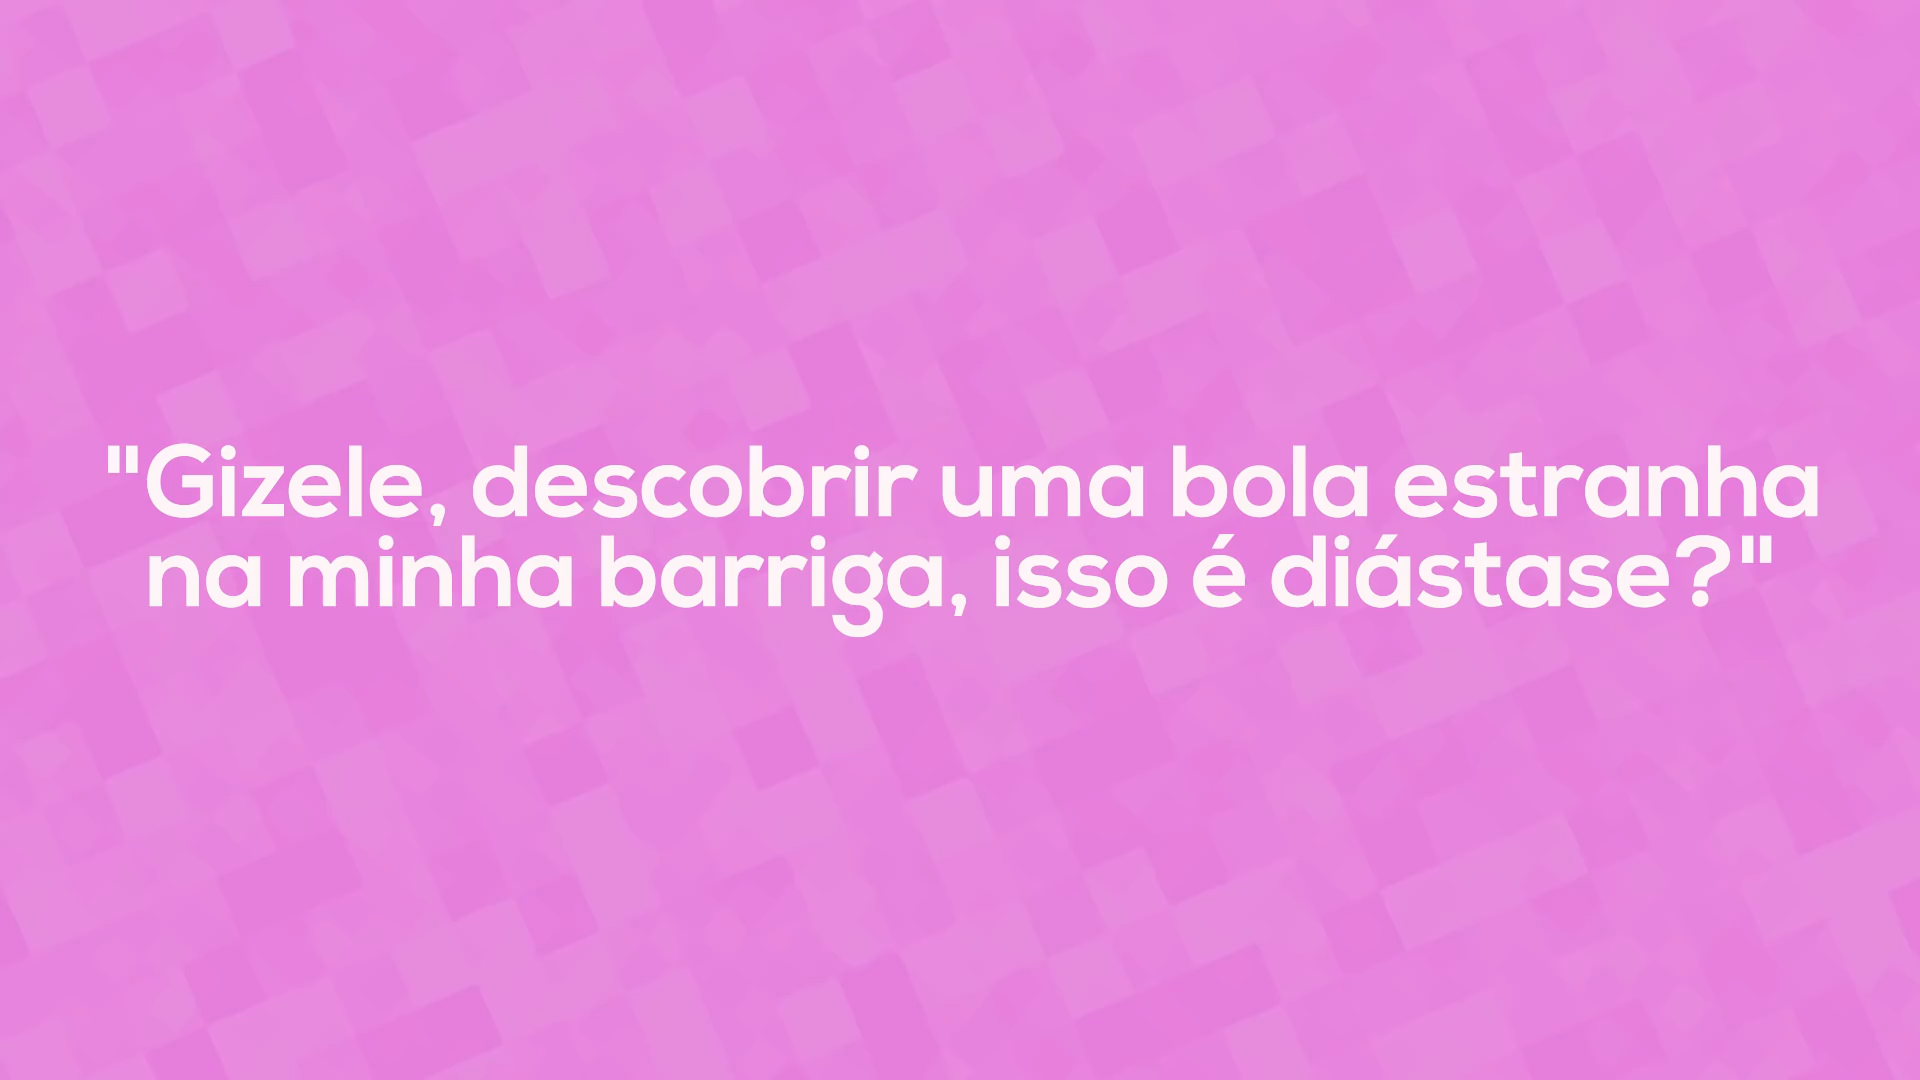 "Gizele, descobrir uma bola estranha
na minha barriga, isso é diástase?"